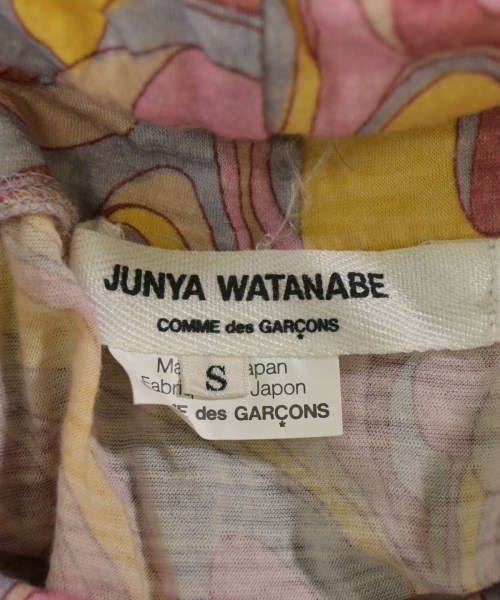 JUNYA WATANABE
COMME des GARÇONS
S
Japon
des GARÇONS